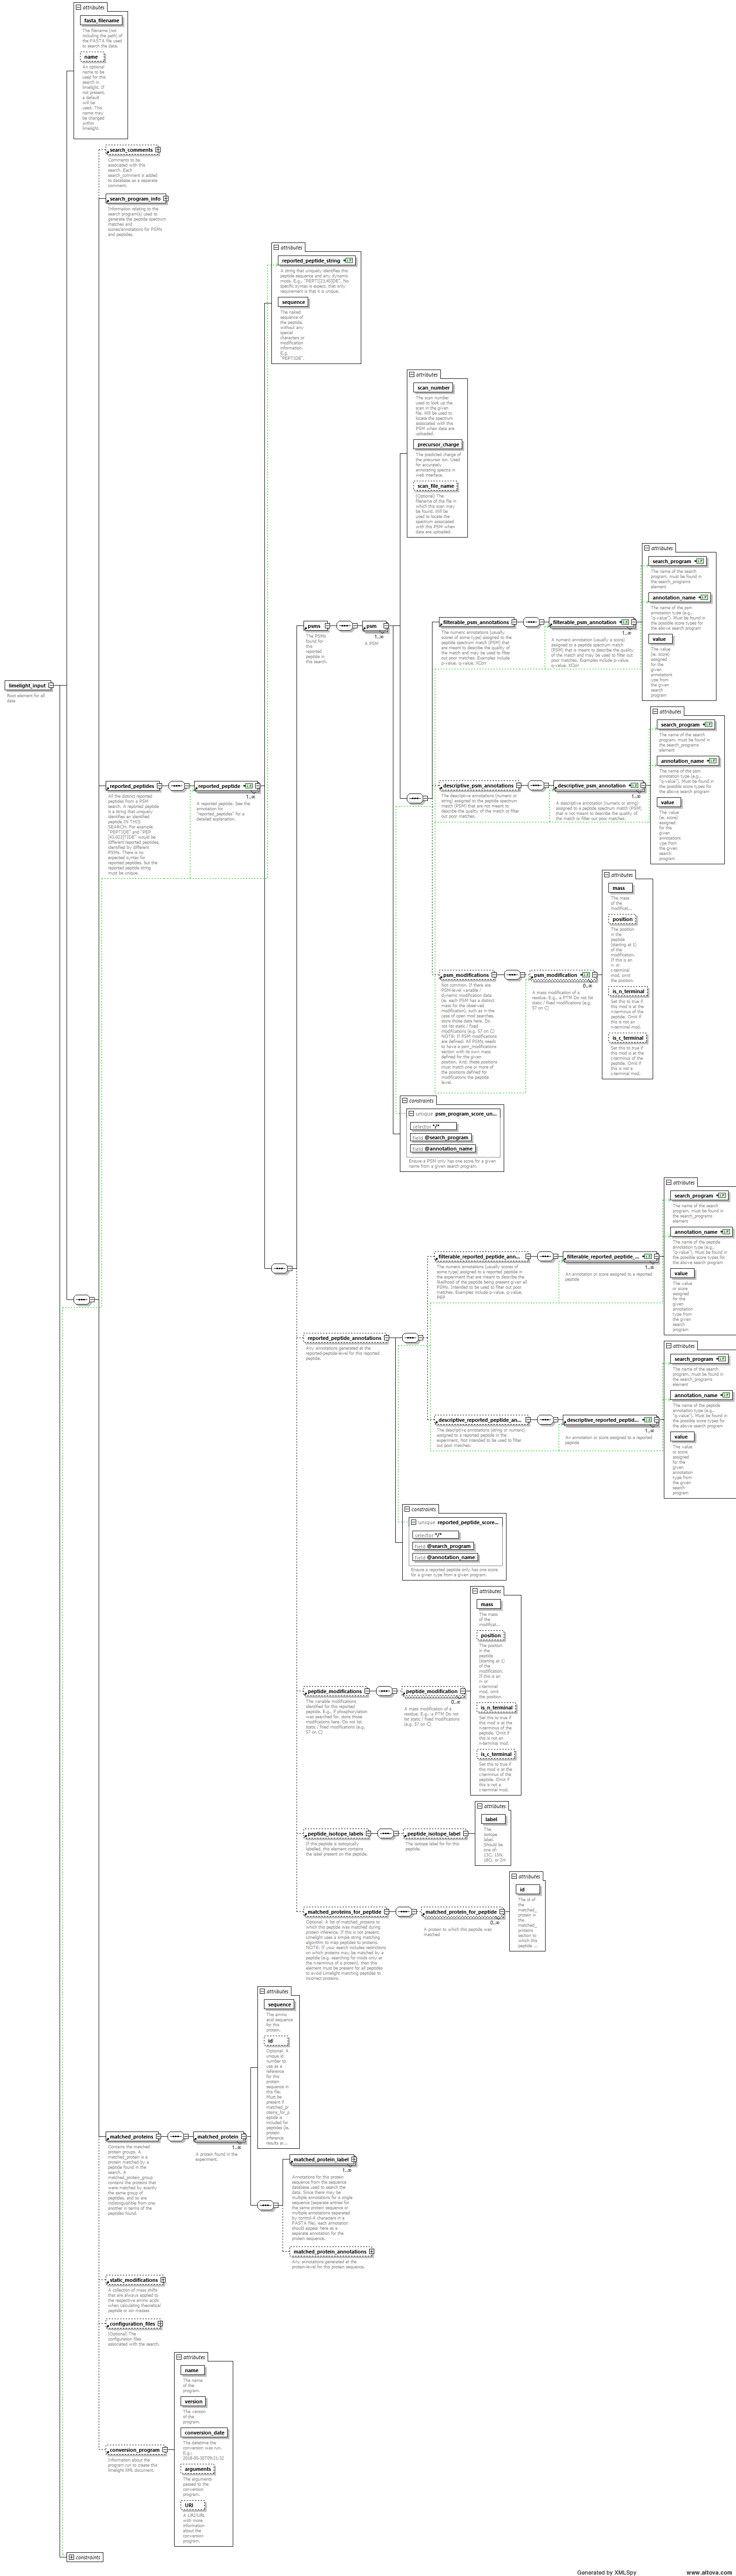 attributes
fasta_filename
The filename (not
including the path) of
the FASTA file used
to search the data.
name
An optional
name to be
used for this
search in
limelight. If
not present,
a default
will be
used. This
name may
be changed
within
limelight.
search_comments
Comments to be
associated with this
search. Each
search_comment is added
to database as a separate
comment.
search_program_info
Information relating to the
search program(s) used to
generate the peptide spectrum
matches and
scores/annotations for PSMs
and peptides.
attributes
reported_peptide_string
A string that uniquely identifies this
peptide sequence and any dynamic
sequence
The naked
sequence of
the peptide,
without any
special
characters or
modification
information.
E.g.
"PEPTIDE".
attributes
scan_number
The scan number
used to look up the
scan in the given
file. Will be used to
locate the spectrum
associated with this
PSM when data are
uploaded.
precursor_charge
The predicted charge of
the precursor ion. Used
for accurately
annotating spectra in
web interface.
scan_file_name
(Optional) The
filename of the file in
which this scan may
be found. Will be
used to locate the
spectrum associated
with this PSM when
data are uploaded.
attributes
search_program
The name of the search
program, must be found in
the search_programs
element
annotation_name
The name of the psm
annotation type (e.g.,
"q-value"). Must be found in
the possible score types for
the above search program
value
The value
(ie, score)
assigned
for the
given
annotations
type from
the given
search
program
psms
The PSMs
found for
this
reported
peptide in
this search.
psm
1..∞
A PSM
filterable_psm_annotations
The numeric annotations (usually
scores of some type) assigned to the
peptide spectrum match (PSM) that
are meant to describe the quality of
the match and may be used to filter
out poor matches. Examples include
p-value, q-value, XCorr
filterable_psm_annotation
1..∞
A numeric annotation (usually a score)
assigned to a peptide spectrum match
(PSM) that is meant to describe the quality
of the match and may be used to filter out
poor matches. Examples include p-value,
q-value, XCorr
limelight_input
Root element for all
data
attributes
search_program
The name of the search
program, must be found in
the search_programs
element
annotation_name
The name of the psm
annotation type (e.g.,
"q-value"). Must be found in
the possible score types for
the above search program
value
The value
(ie, score)
assigned
for the
given
annotations
type from
the given
search
program
reported_peptides
All the distinct reported
peptides from a PSM
search. A reported peptide
is a string that uniquely
identifies an identified
peptide IN THIS
SEARCH. For example
would be
different reported peptides,
identified by different
PSMs. There is no
expected syntax for
reported peptides, but the
reported peptide string
must be unique.
reported_peptide
1..∞
A reported peptide. See the
annotation for
"reported_peptides" for a
detailed explanation.
descriptive_psm_annotations
The descriptive annotations (numeric or
string) assigned to the peptide spectrum
match (PSM) that are not meant to
describe the quality of the match or filter
out poor matches.
descriptive_psm_annotation
1..∞
A descriptive annotation (number or string)
assigned to a peptide spectrum match (PSM)
that is not meant to describe the quality of
the match or filter out poor matches.
attributes
mass
The mass
of the
modificat...
position
The position
in the
peptide
(starting at 1)
of the
modification.
If this is an
n- or
c-terminal
mod, omit
the position.
is_n_terminal
Set this to true if
this mod is at the
n-terminus of the
peptide. Omit if
this is not an
n-terminal mod.
is_c_terminal
Set this to true if
this mod is at the
c-terminus of the
peptide. Omit if
this is not a
c-terminal mod.
psm_modifications
Not common. If there are
PSM-level variable /
dynamic modification data
(ie, each PSM has a distinct
mass for the observed
modification), such as in the
case of open mod searches,
store those data here. Do
not list static / fixed
modifications (e.g. 57 on C)
NOTE: If PSM modifications
are defined: All PSMs needs
to have a psm_modifications
section with its own mass
defined for the given
position. And, these positions
must match one or more of
the positions defined for
modifications the peptide
level.
psm_modification
0..∞
A mass modification of a
residue. E.g., a PTM Do not list
static / fixed modifications (e.g.
57 on C)
constraints
unique psm_program_score_un...
selector */*
field @search_program
field @annotation_name
Ensure a PSM only has one score for a given
name from a given search program.
attributes
search_program
The name of the search
program, must be found in
the search_programs
element
annotation_name
The name of the peptide
annotation type (e.g.,
"q-value"). Must be found in
the possible score types for
the above search program
value
The value
or score
assigned
for the
given
annotation
type from
the given
search
program
filterable_reported_peptide_ann...
The numeric annotations (usually scores of
some type) assigned to a reported peptide in
the experiment that are meant to describe the
likelihood of the peptide being present given all
PSMs. Intended to be used to filter out poor
matches. Examples include p-value, q-value,
PEP
filterable_reported_peptide_...
1..∞
An annotation or score assigned to a reported
peptide
reported_peptide_annotations
Any annotations generated at the
reported-peptide-level for this reported
peptide.
attributes
search_program
The name of the search
program, must be found in
the search_programs
element
annotation_name
The name of the peptide
annotation type (e.g.,
"q-value"). Must be found in
the possible score types for
the above search program
value
The value
or score
assigned
for the
given
annotation
type from
the given
search
program
descriptive_reported_peptide_an...
The descriptive annotations (string or numeric)
assigned to a reported peptide in the
experiment. Not intended to be used to filter
out poor matches.
descriptive_reported_peptid...
1..∞
An annotation or score assigned to a reported
peptide
constraints
unique reported_peptide_score...
selector */*
field @search_program
field @annotation_name
Ensure a reported peptide only has one score
for a given type from a given program.
attributes
mass
The mass
of the
modificat...
position
The position
in the
peptide
(starting at 1)
of the
modification.
If this is an
n- or
c-terminal
mod, omit
the position.
is_n_terminal
Set this to true if
this mod is at the
n-terminus of the
peptide. Omit if
this is not an
n-terminal mod.
is_c_terminal
Set this to true if
this mod is at the
c-terminus of the
peptide. Omit if
this is not a
c-terminal mod.
peptide_modifications
The variable modifications
identified for this reported
peptide. E.g., if phosphorylation
was searched for, store those
modifications here. Do not list
static / fixed modifications (e.g.
57 on C)
peptide_modification
0..∞
A mass modification of a
residue. E.g., a PTM Do not
list static / fixed modifications
(e.g. 57 on C)
attributes
label
The
isotope
label.
Should be
one of:
13C, 15N,
18O, or 2H
peptide_isotope_labels
If this peptide is isotopically
labelled, this element contains
the label present on the peptide.
peptide_isotope_label
The isotope label for for this
peptide.
attributes
id
The id of
the
matched_
protein in
the
matched_
proteins
section to
which this
peptide ...
matched_proteins_for_peptide
Optional. A list of matched_proteins to
which this peptide was matched during
protein inference. If this is not present,
Limelight uses a simple string matching
algorithm to map peptides to proteins.
NOTE: If your search includes restrictions
on which proteins may be matched by a
peptide (e.g. searching for mods only at
the n-terminus of a protein), then this
element must be present for all peptides
to avoid Limelight matching peptides to
incorrect proteins.
matched_protein_for_peptide
0..∞
A protein to which this peptide was
matched
attributes
sequence
The amino
acid sequence
for this
protein.
id
Optional. A
unique id
number to
use as a
reference
for this
protein
sequence in
this file.
Must be
present if
matched_pr
oteins_for_p
eptide is
included for
peptides (ie,
protein
inference
results ar...
matched_proteins
Contains the matched
protein groups. A
matched_protein is a
protein matched by a
peptide found in the
search. A
matched_protein_group
contains the proteins that
were matched by exactly
the same group of
peptides, and so are
indistinguishable from one
another in terms of the
peptides found.
matched_protein
1..∞
A protein found in the
experiment.
matched_protein_label
1..∞
Annotations for this protein
sequence from the sequence
database used to search the
data. Since there may be
multiple annotations for a single
sequence (separate entries for
the same protein sequence or
multiple annotations separated
by control-A characters in a
FASTA file), each annotation
should appear here as a
separate annotation for the
protein sequence.
matched_protein_annotations
Any annotations generated at the
protein-level for this protein sequence.
static_modifications
A collection of mass shifts
that are always applied to
the respective amino acids
when calculating theoretical
peptide or ion masses
configuration_files
(Optional) The
configuration files
associated with the search.
attributes
name
The name
of the
program.
version
The version
of the
program.
conversion_date
The datetime the
conversion was run.
E.g.:
arguments
The arguments
passed to the
conversion
program.
URI
A URI/URL
with more
information
about the
conversion
program.
conversion_program
Information about the
program run to create this
limelight XML document.
constraints
Generated by XMLSpy
www.altova.com